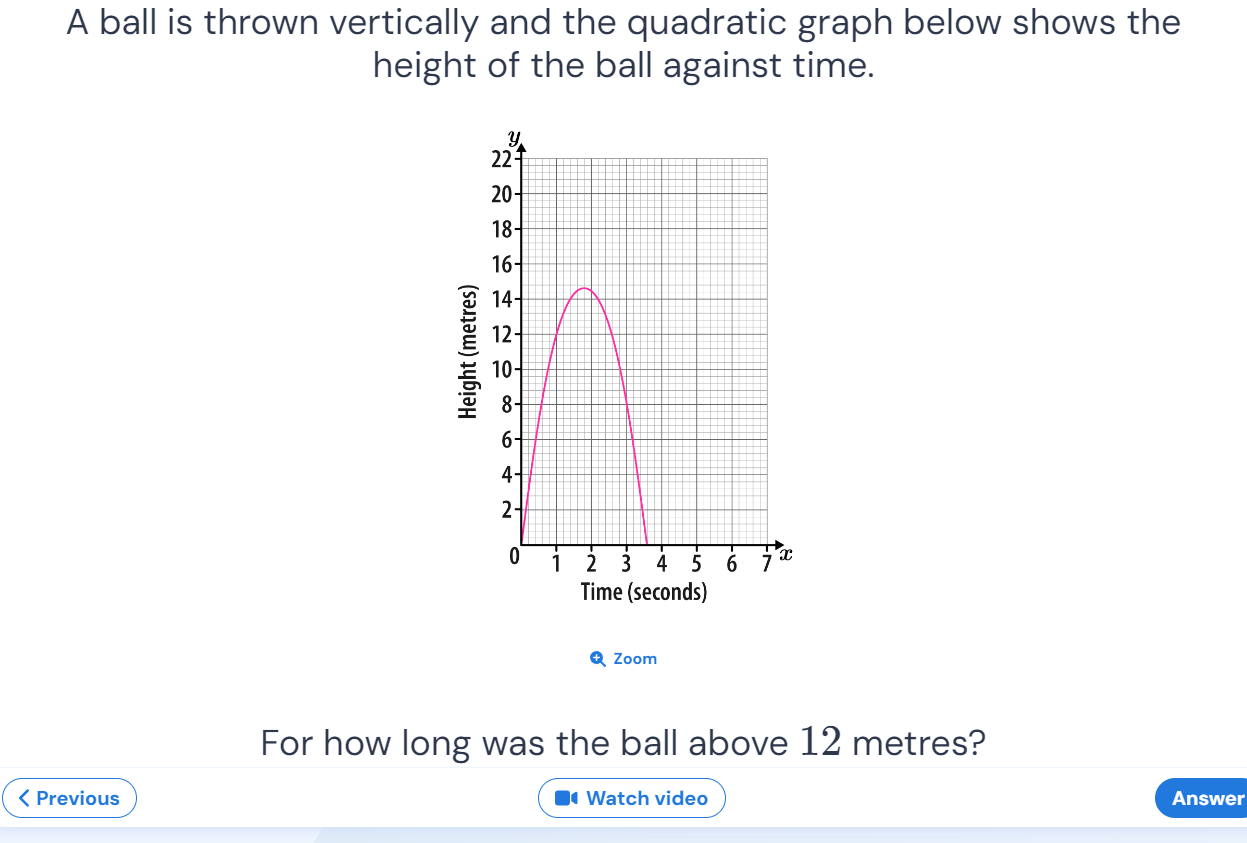 A ball is thrown vertically and the quadratic graph below shows the
height of the ball against time.
y
22
20
18
16
14
12
10
8
6
4
2
Height (metres)
0 1 2 3 4 5 6 7 x
Time (seconds)
Zoom
For how long was the ball above 12 metres?
Previous
Watch video
Answer